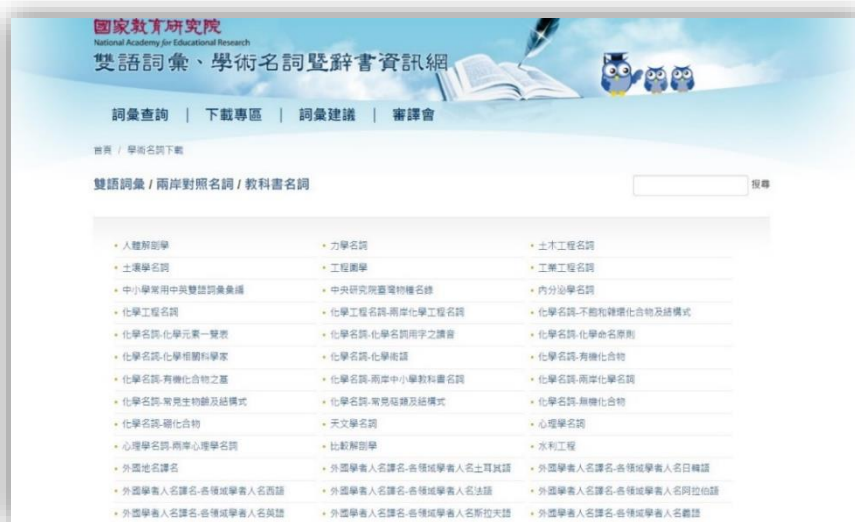 國家教育研究院
National Academy for Educational Research
雙語詞彙、學術名詞暨辭書資訊網
詞彙查詢 | 下載專區 | 詞彙建議 | 審譯會
首頁 / 學術名詞下載
雙語詞彙 / 兩岸對照名詞 / 教科書名詞
搜尋
• 人體解剖學 • 力學名詞 • 土木工程名詞
• 土壤學名詞 • 工程圖學 • 工業工程名詞
• 中小學常用中英雙語詞彙彙編 • 中央研究院臺灣物種名錄 • 內分泌學名詞
• 化學工程名詞 • 化學工程名詞-兩岸化學工程名詞 • 化學名詞-不飽和雜環化合物及結構式
• 化學名詞-化學元素一覽表 • 化學名詞-化學名詞用字之讀音 • 化學名詞-化學命名原則
• 化學名詞-化學相關科學家 • 化學名詞-化學術語 • 化學名詞-有機化合物
• 化學名詞-有機化合物之基 • 化學名詞-兩岸中小學教科書名詞 • 化學名詞-兩岸化學名詞
• 化學名詞-常見生物鹼及結構式 • 化學名詞-常見萜類及結構式 • 化學名詞-無機化合物
• 化學名詞-硼化合物 • 天文學名詞 • 心理學名詞
• 心理學名詞-兩岸心理學名詞 • 比較解剖學 • 水利工程
• 外國地名譯名 • 外國學者人名譯名-各領域學者人名土耳其語 • 外國學者人名譯名-各領域學者人名日韓語
• 外國學者人名譯名-各領域學者人名西語 • 外國學者人名譯名-各領域學者人名法語 • 外國學者人名譯名-各領域學者人名阿拉伯語
• 外國學者人名譯名-各領域學者人名英語 • 外國學者人名譯名-各領域學者人名斯拉夫語 • 外國學者人名譯名-各領域學者人名義語